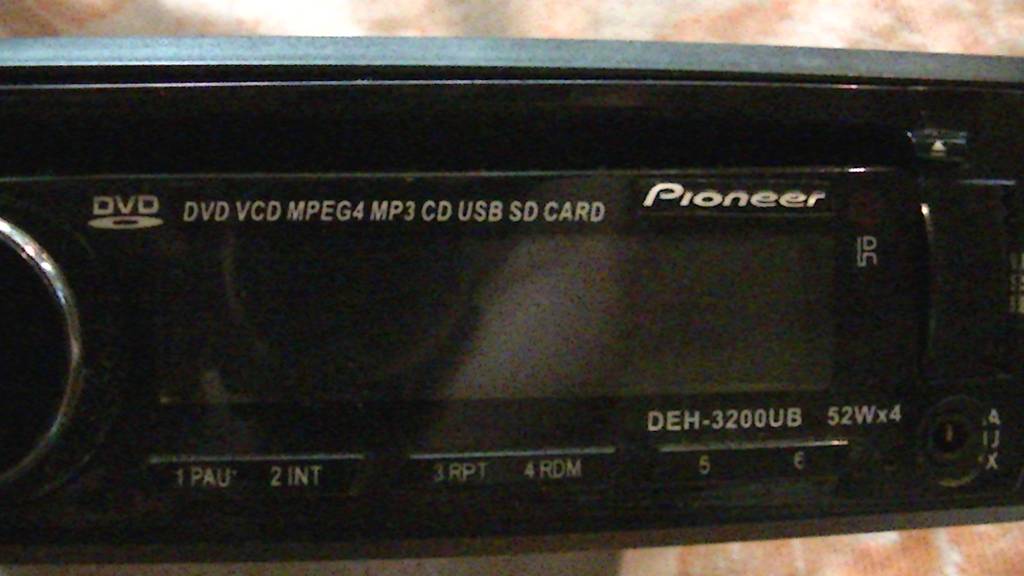 DVD
DVD VCD MPEG4 MP3 CD USB SD CARD
Pioneer
DEH-3200UB 52Wx4
1 PAU 2 INT 3 RPT 4 RDM 5 6